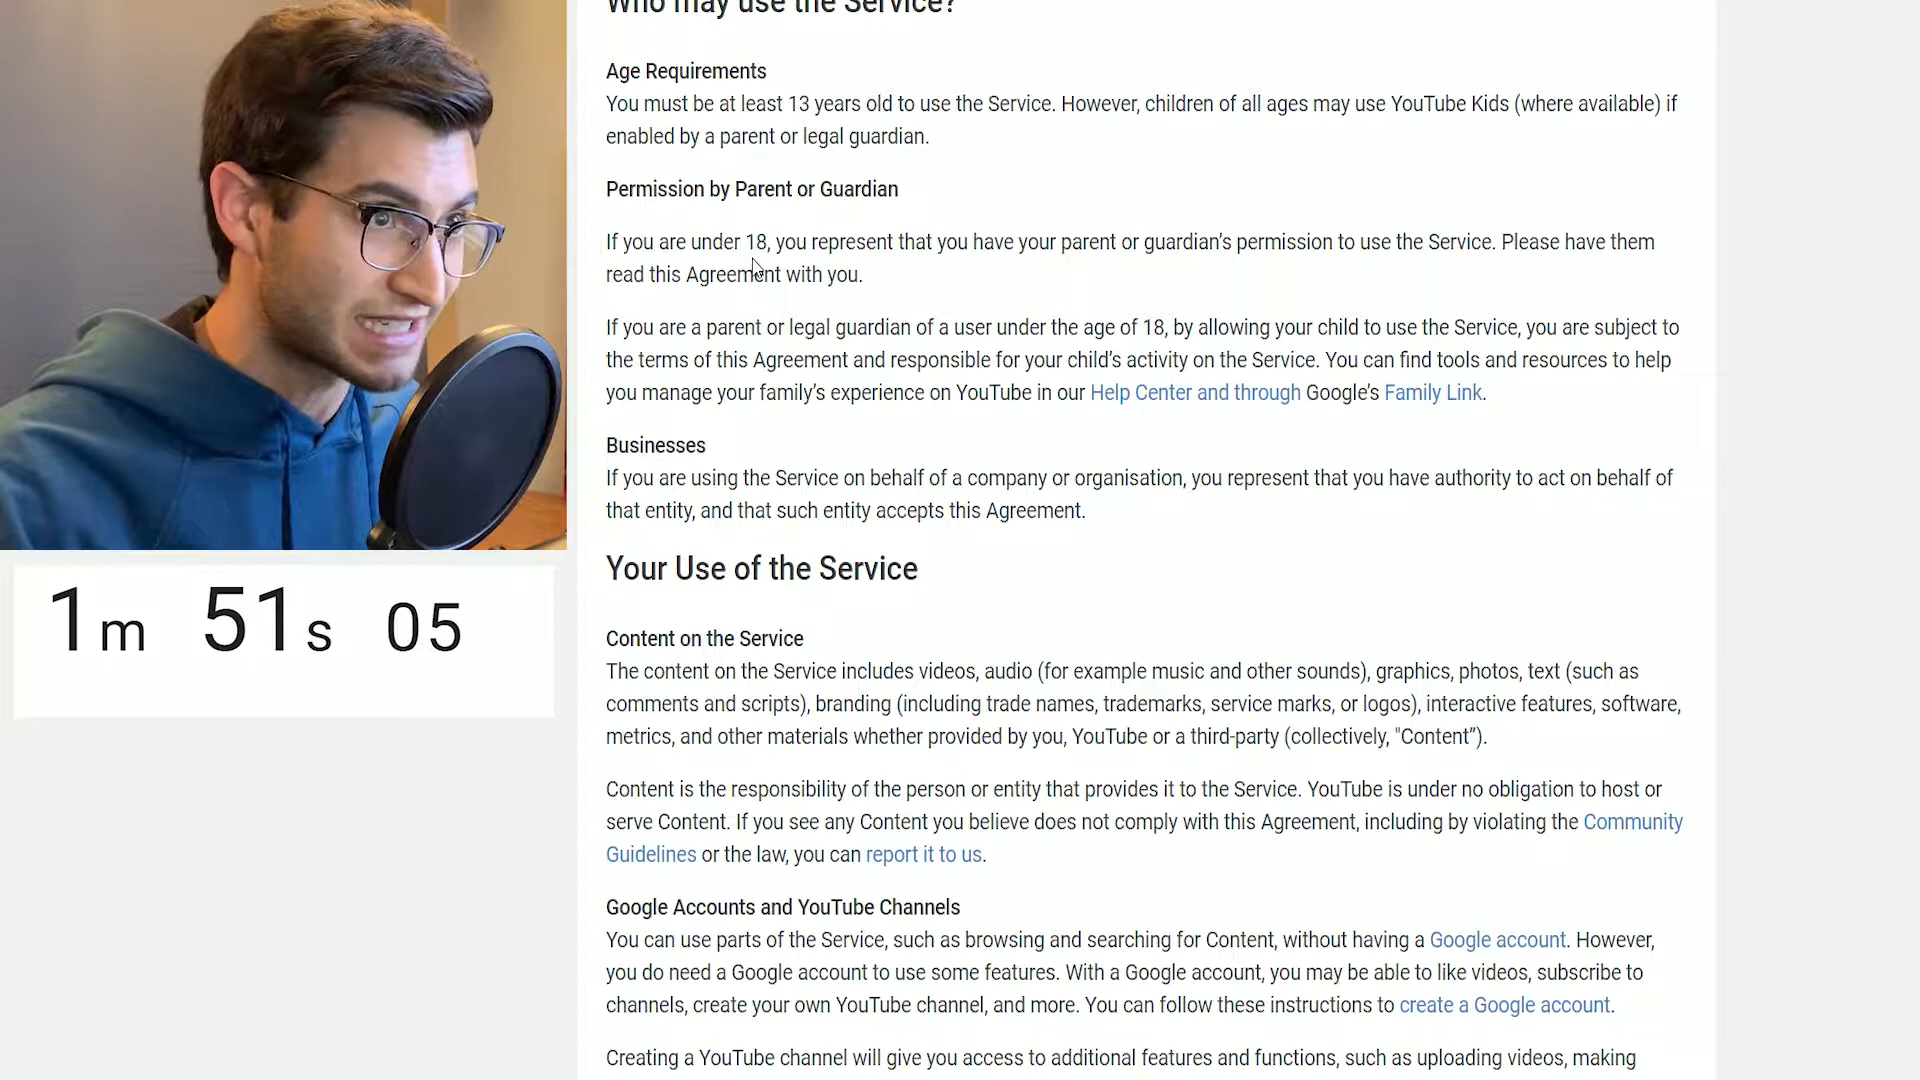 Who may use the Service?
Age Requirements
You must be at least 13 years old to use the Service. However, children of all ages may use YouTube Kids (where available) if
enabled by a parent or legal guardian.
Permission by Parent or Guardian
If you are under 18, you represent that you have your parent or guardian’s permission to use the Service. Please have them
read this Agreement with you.
If you are a parent or legal guardian of a user under the age of 18, by allowing your child to use the Service, you are subject to
the terms of this Agreement and responsible for your child’s activity on the Service. You can find tools and resources to help
you manage your family’s experience on YouTube in our Help Center and through Google’s Family Link.
Businesses
If you are using the Service on behalf of a company or organisation, you represent that you have authority to act on behalf of
that entity, and that such entity accepts this Agreement.
Your Use of the Service
Content on the Service
The content on the Service includes videos, audio (for example music and other sounds), graphics, photos, text (such as
comments and scripts), branding (including trade names, trademarks, service marks, or logos), interactive features, software,
metrics, and other materials whether provided by you, YouTube or a third-party (collectively, "Content”).
Content is the responsibility of the person or entity that provides it to the Service. YouTube is under no obligation to host or
serve Content. If you see any Content you believe does not comply with this Agreement, including by violating the Community
Guidelines or the law, you can report it to us.
Google Accounts and YouTube Channels
You can use parts of the Service, such as browsing and searching for Content, without having a Google account. However,
you do need a Google account to use some features. With a Google account, you may be able to like videos, subscribe to
channels, create your own YouTube channel, and more. You can follow these instructions to create a Google account.
Creating a YouTube channel will give you access to additional features and functions, such as uploading videos, making
1m 51s 05